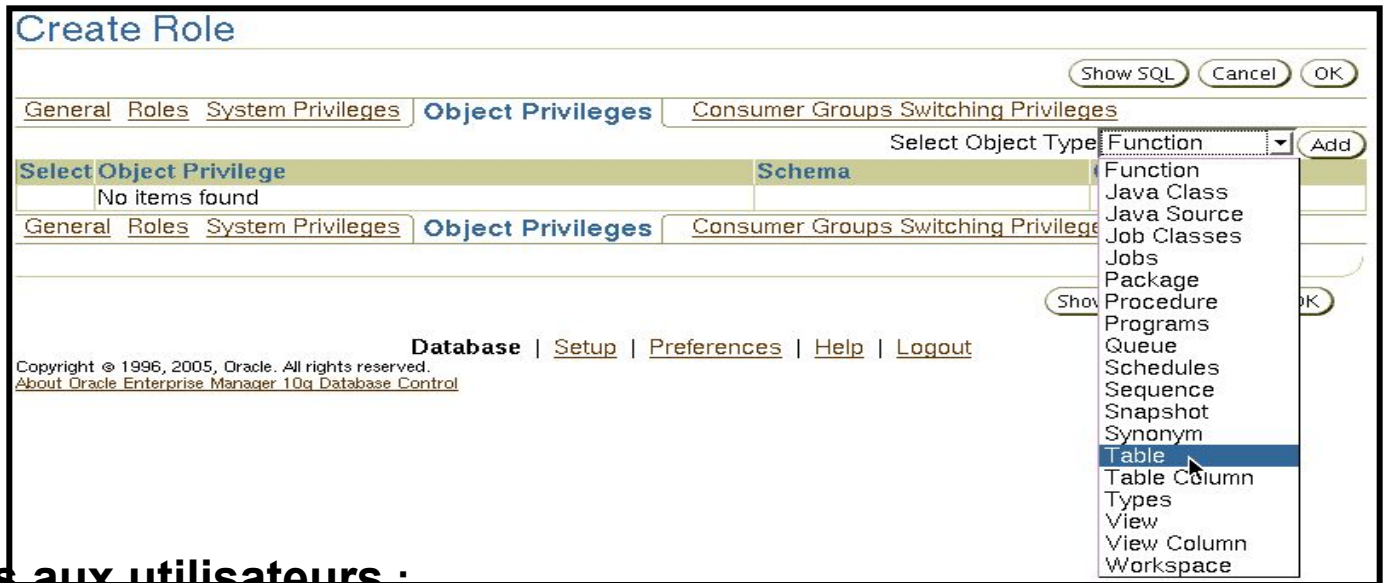 Create Role
Show SQL Cancel OK
General Roles System Privileges Object Privileges Consumer Groups Switching Privileges
Select Object Type Function Add
Select Object Privilege Schema
No items found
General Roles System Privileges Object Privileges Consumer Groups Switching
Function
Java Class
Java Source
Job Classes
Jobs
Package
Procedure
Programs
Queue
Schedules
Sequence
Snapshot
Synonym
Table
Table Column
Types
View
View Column
Workspace
Database | Setup | Preferences | Help | Logout
Copyright © 1996, 2005, Oracle. All rights reserved.
About Oracle Enterprise Manager 10g Database Control
aux utilisateurs :